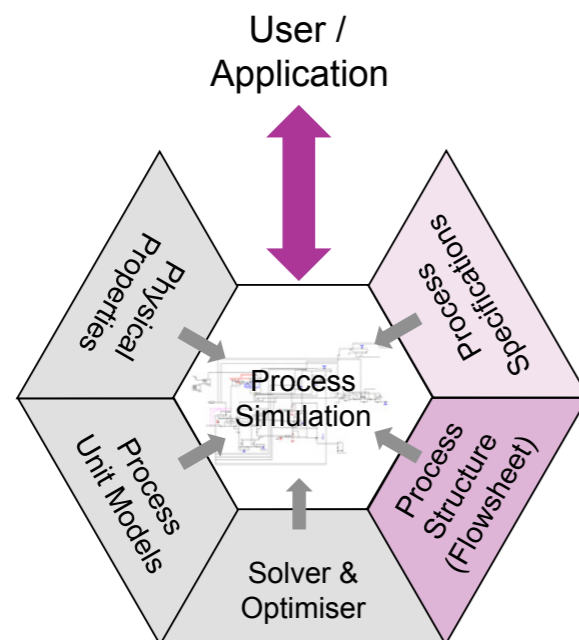 User /
Application
Physical
Properties
Process
Specifications
Process
Simulation
Process
Unit Models
Process
Structure
(Flowsheet)
Solver &
Optimiser